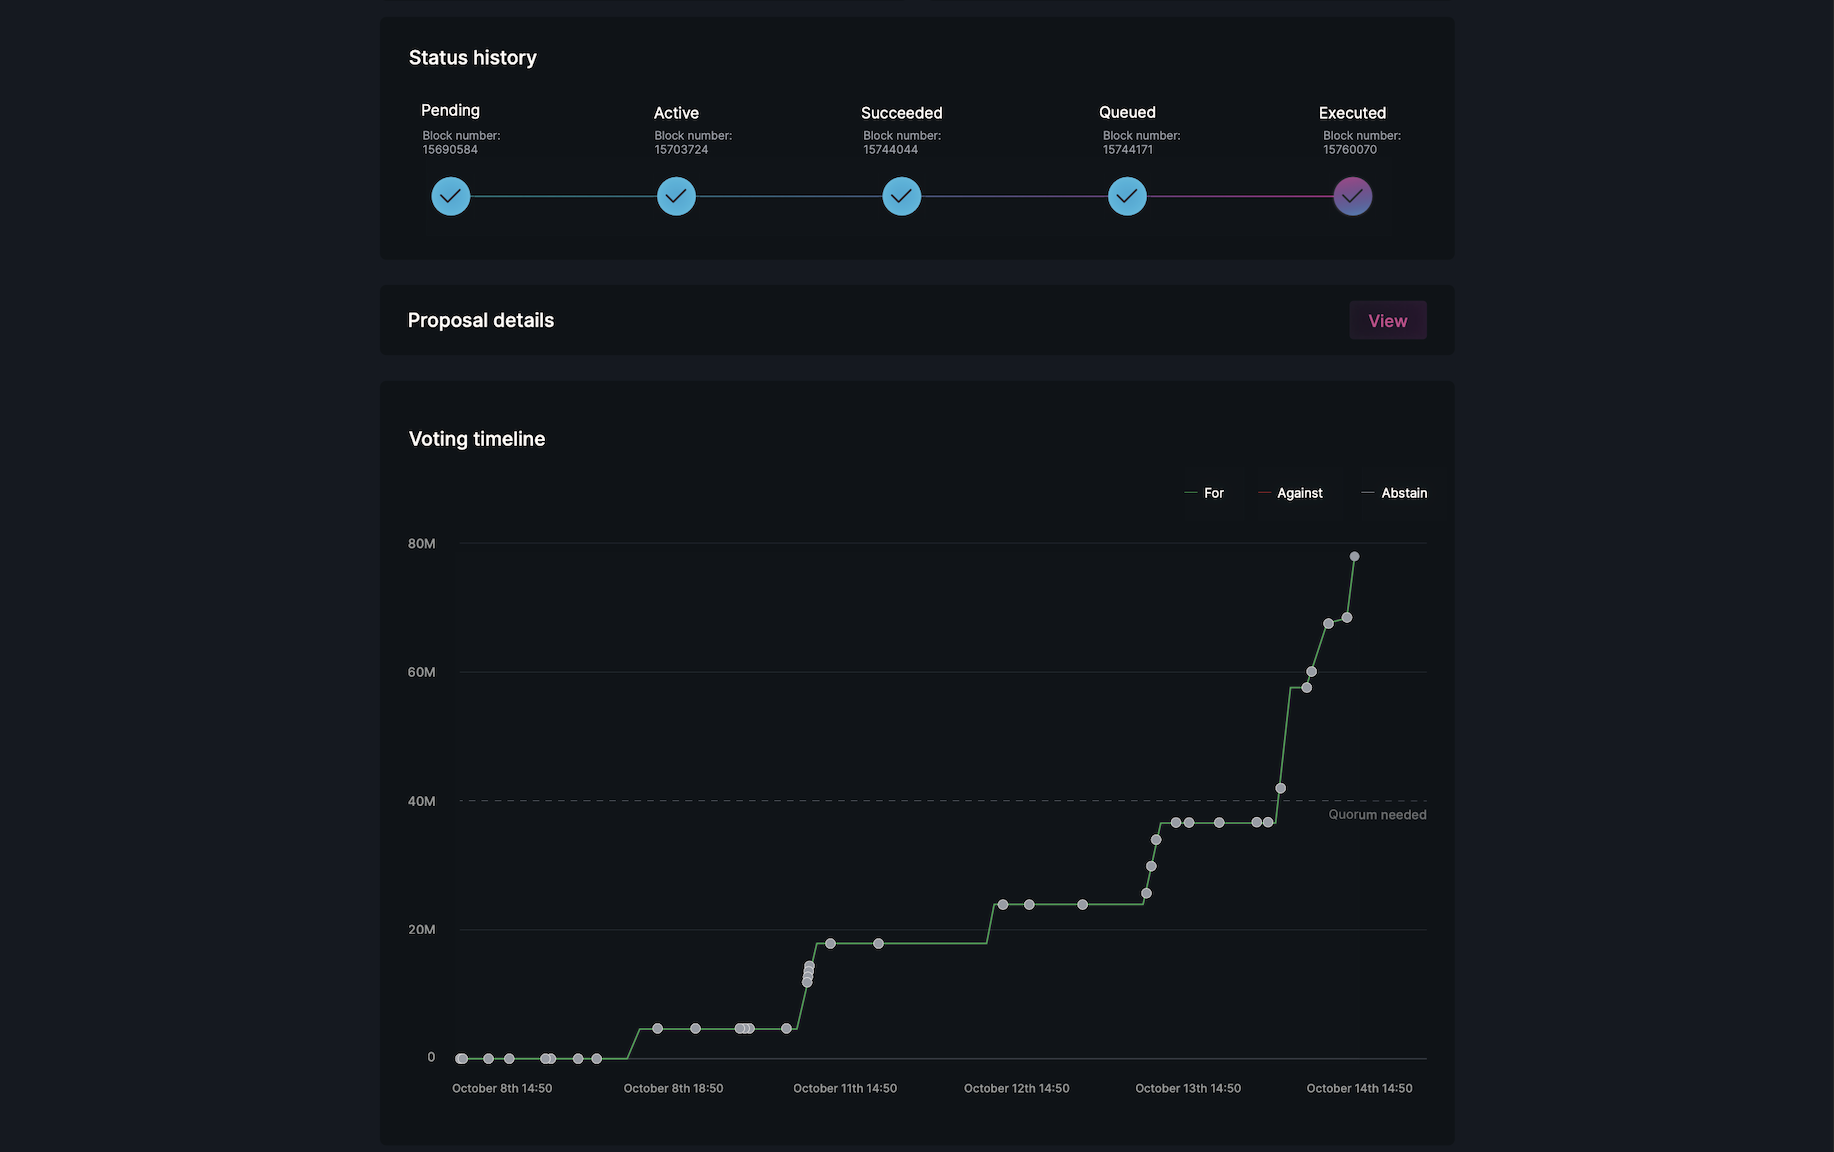 Status history
Pending
Block number:
15690584
Active
Block number:
15703724
Succeeded
Block number:
15744044
Queued
Block number:
15744171
Executed
Block number:
15760070
Proposal details
View
Voting timeline
For
Against
Abstain
80M
60M
40M
Quorum needed
20M
0
October 8th 14:50
October 8th 18:50
October 11th 14:50
October 12th 14:50
October 13th 14:50
October 14th 14:50